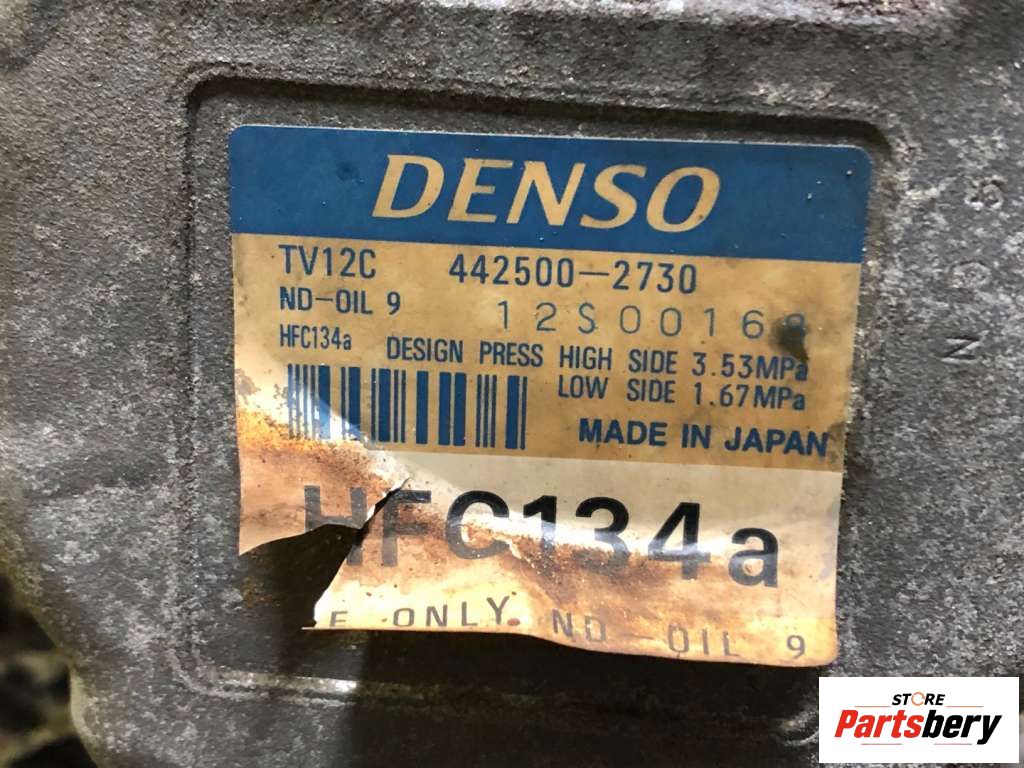 DENSO
TV12C 442500-2730
ND-OIL 9
HFC134a DESIGN PRESS HIGH SIDE 3.53MPa
LOW SIDE 1.67MPa
MADE IN JAPAN
HFC134a
ONLY ND-OIL 9
N
STORE
Partsbery